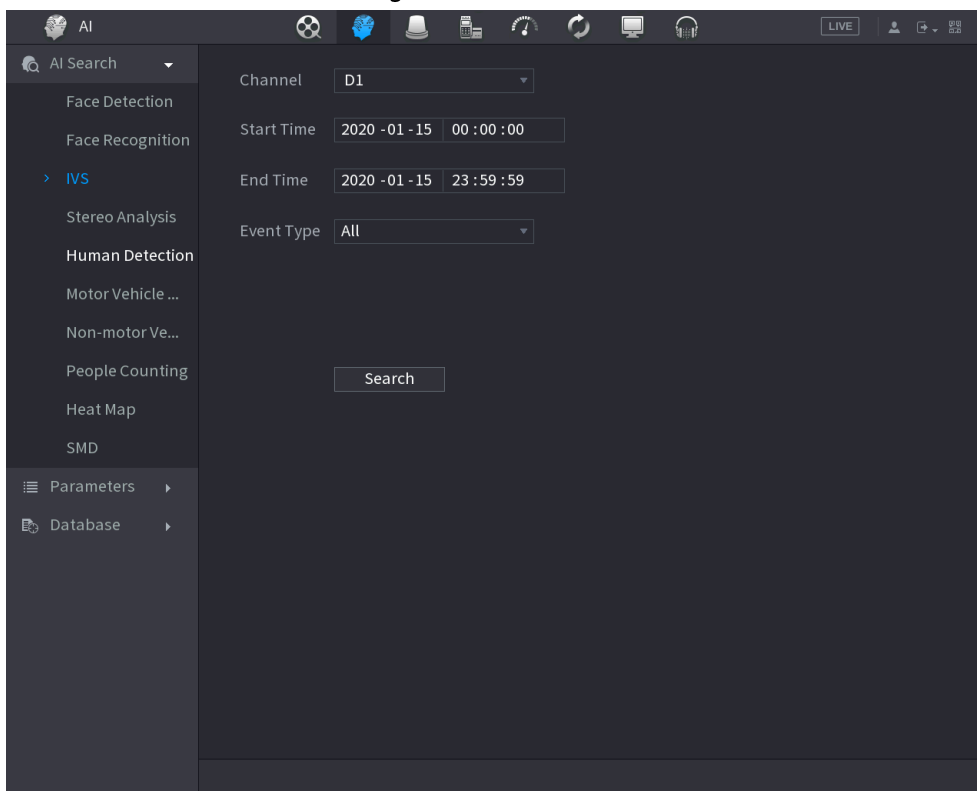 AI
LIVE
AI Search
Face Detection
Face Recognition
IVS
Stereo Analysis
Human Detection
Motor Vehicle ...
Non-motor Ve...
People Counting
Heat Map
SMD
Parameters
Database
Channel D1
Start Time 2020 -01 -15 00 :00 :00
End Time 2020 -01 -15 23 :59 :59
Event Type All
Search